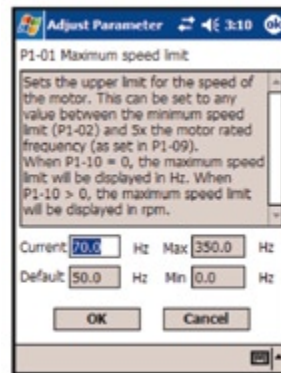 Adjust Parameter 3:10 ok
P1-01 Maximum speed limit
Sets the upper limit for the speed of
the motor. This can be set to any
value between the minimum speed
limit (P1-02) and 5x the motor rated
frequency (as set in P1-09).
When P1-10 = 0, the maximum speed
limit will be displayed in Hz. When
P1-10 > 0, the maximum speed limit
will be displayed in rpm.
Current 70.0 Hz Max 350.0 Hz
Default 50.0 Hz Min 0.0 Hz
OK Cancel